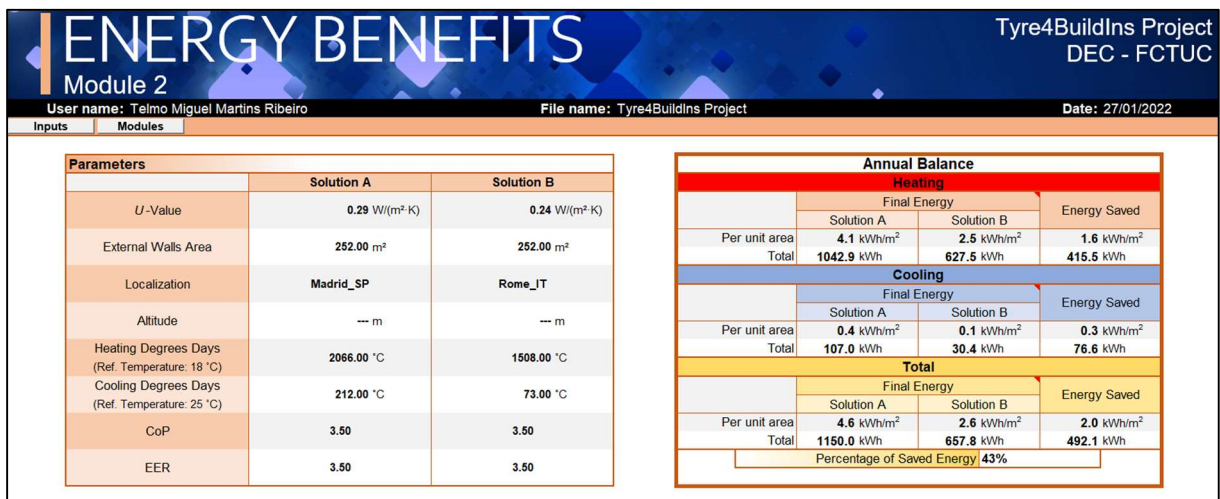 ENERGY BENEFITS
Module 2
Tyre4BuildIns Project
DEC - FCTUC
User name: Telmo Miguel Martins Ribeiro File name: Tyre4BuildIns Project Date: 27/01/2022
Inputs Modules
Parameters
Solution A Solution B
U-Value 0.29 W/(m²·K) 0.24 W/(m²·K)
External Walls Area 252.00 m² 252.00 m²
Localization Madrid_SP Rome_IT
Altitude --- m --- m
Heating Degrees Days
(Ref. Temperature: 18 °C) 2066.00 °C 1508.00 °C
Cooling Degrees Days
(Ref. Temperature: 25 °C) 212.00 °C 73.00 °C
CoP 3.50 3.50
EER 3.50 3.50
Annual Balance
Heating
Final Energy Energy Saved
Solution A Solution B
Per unit area 4.1 kWh/m² 2.5 kWh/m² 1.6 kWh/m²
Total 1042.9 kWh 627.5 kWh 415.5 kWh
Cooling
Final Energy Energy Saved
Solution A Solution B
Per unit area 0.4 kWh/m² 0.1 kWh/m² 0.3 kWh/m²
Total 107.0 kWh 30.4 kWh 76.6 kWh
Total
Final Energy Energy Saved
Solution A Solution B
Per unit area 4.6 kWh/m² 2.6 kWh/m² 2.0 kWh/m²
Total 1150.0 kWh 657.8 kWh 492.1 kWh
Percentage of Saved Energy 43%